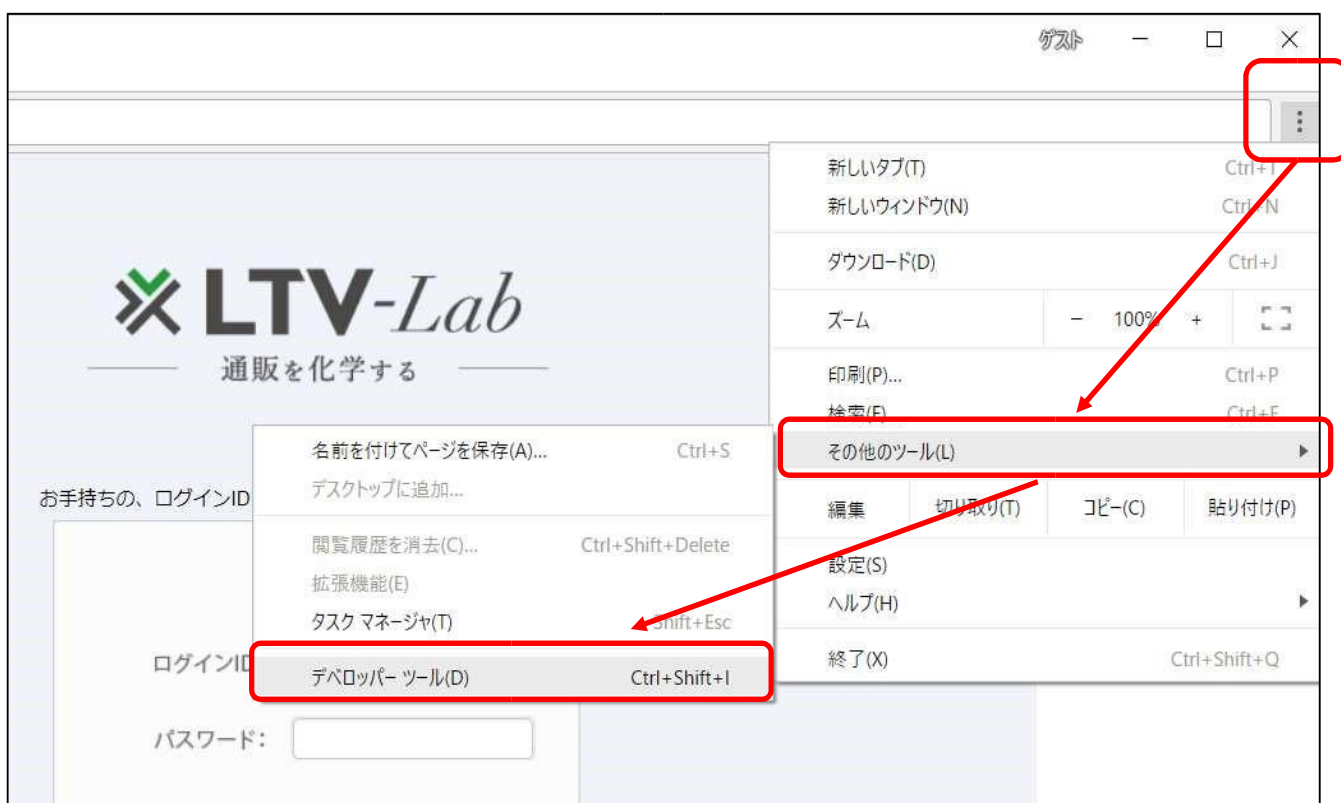 ゲスト
新しいタブ(T) Ctrl+T
新しいウィンドウ(N) Ctrl+N
ダウンロード(D) Ctrl+J
ズーム − 100% +
印刷(P)... Ctrl+P
検索(F) Ctrl+F
その他のツール(L)
編集 切り取り(T) コピー(C) 貼り付け(P)
設定(S)
ヘルプ(H)
終了(X) Ctrl+Shift+Q
LTV-Lab
通販を化学する
名前を付けてページを保存(A)... Ctrl+S
デスクトップに追加...
閲覧履歴を消去(C)... Ctrl+Shift+Delete
拡張機能(E)
タスク マネージャ(T) Shift+Esc
デベロッパー ツール(D) Ctrl+Shift+I
お手持ちの、ログインID
ログインID
パスワード：